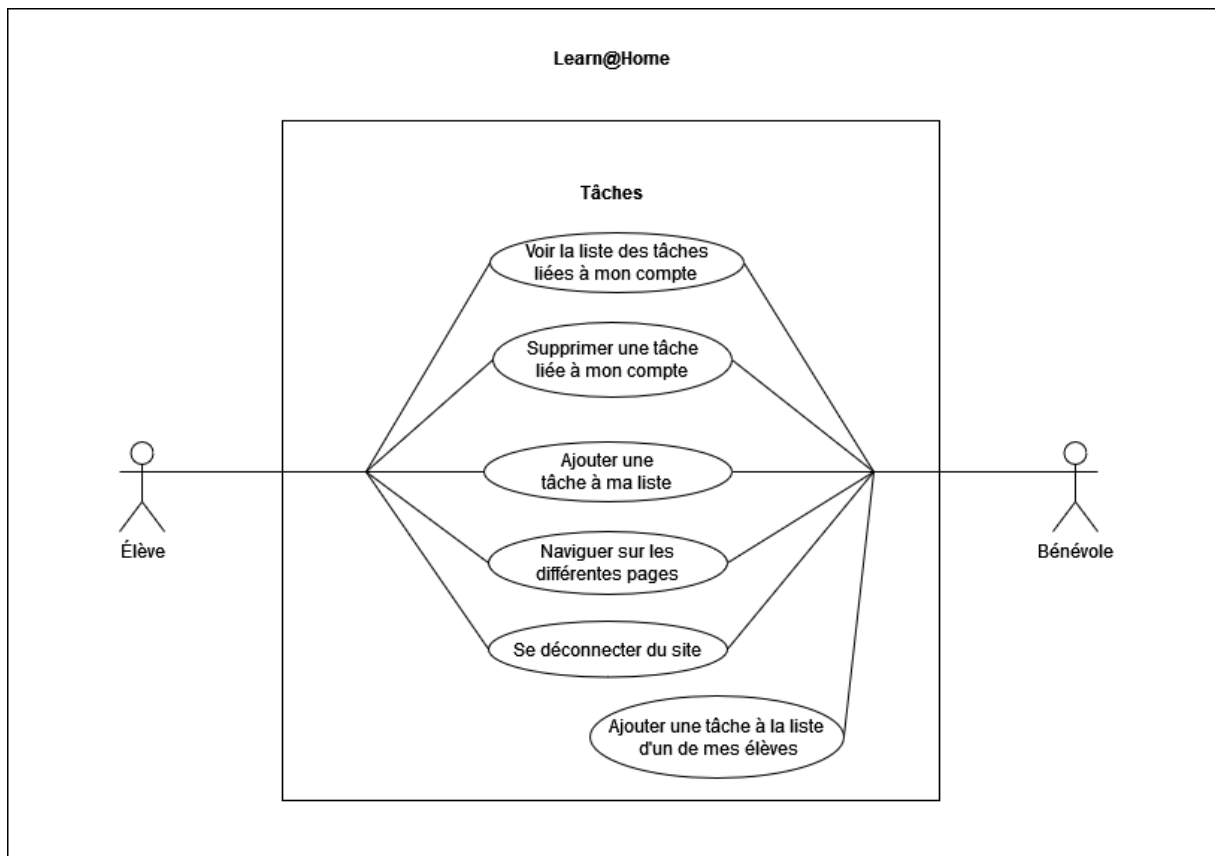 Learn@Home
Tâches
Voir la liste des tâches
liées à mon compte
Supprimer une tâche
liée à mon compte
Ajouter une
tâche à ma liste
Élève
Bénévole
Naviguer sur les
différentes pages
Se déconnecter du site
Ajouter une tâche à la liste
d'un de mes élèves